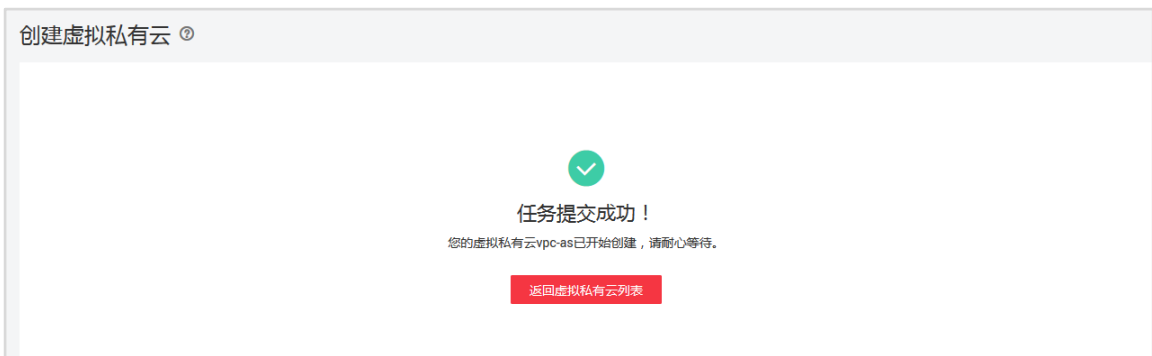 创建虚拟私有云
任务提交成功！
您的虚拟私有云vpc-as已开始创建，请耐心等待。
返回虚拟私有云列表